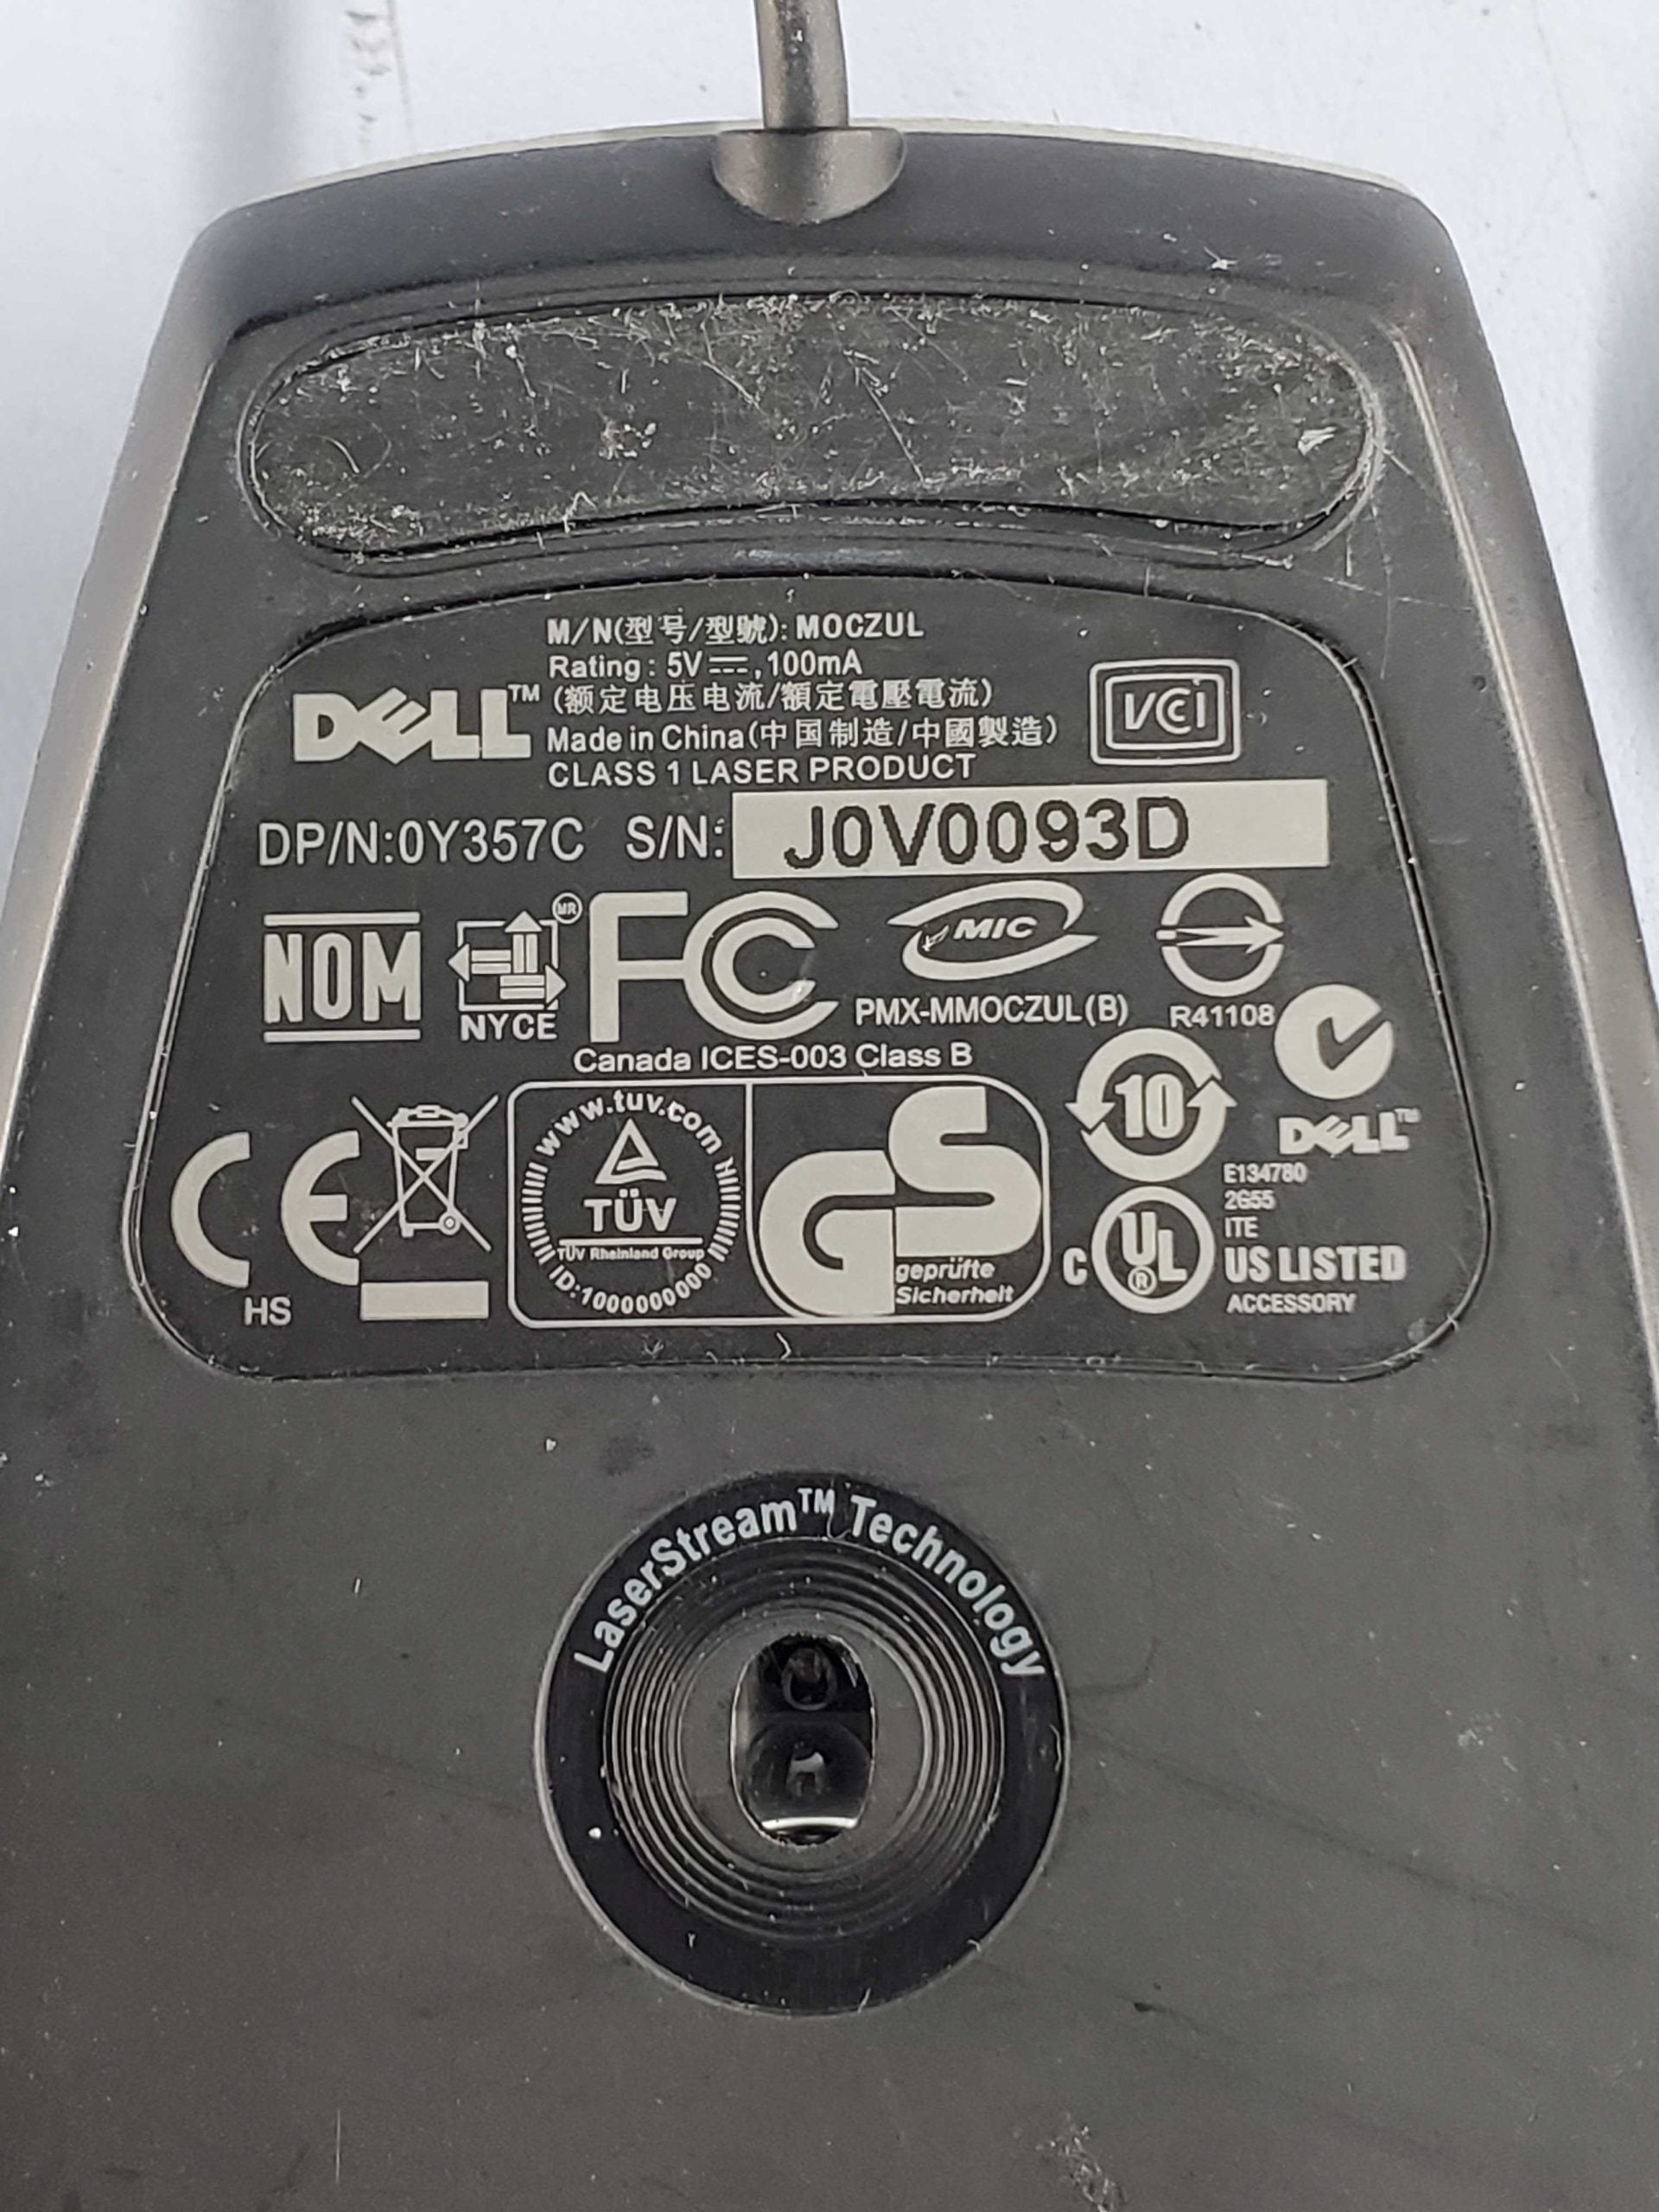 M/N(型号/型號): MOCZUL
Rating : 5V⎓, 100mA
(额定电压电流/額定電壓電流)
DELL™
Made in China(中国制造/中國製造)
CLASS 1 LASER PRODUCT
VCCI
DP/N:0Y357C S/N: J0V0093D
NOM
MR
NYCE
FC
MIC
PMX-MMOCZUL(B)
R41108
Canada ICES-003 Class B
DELL™
CE
HS
www.tuv.com
TÜV
TÜV Rheinland Group
ID:1000000000
GS
geprüfte
Sicherheit
10
E134780
2G55
ITE
C UL® US LISTED
ACCESSORY
LaserStream™ Technology